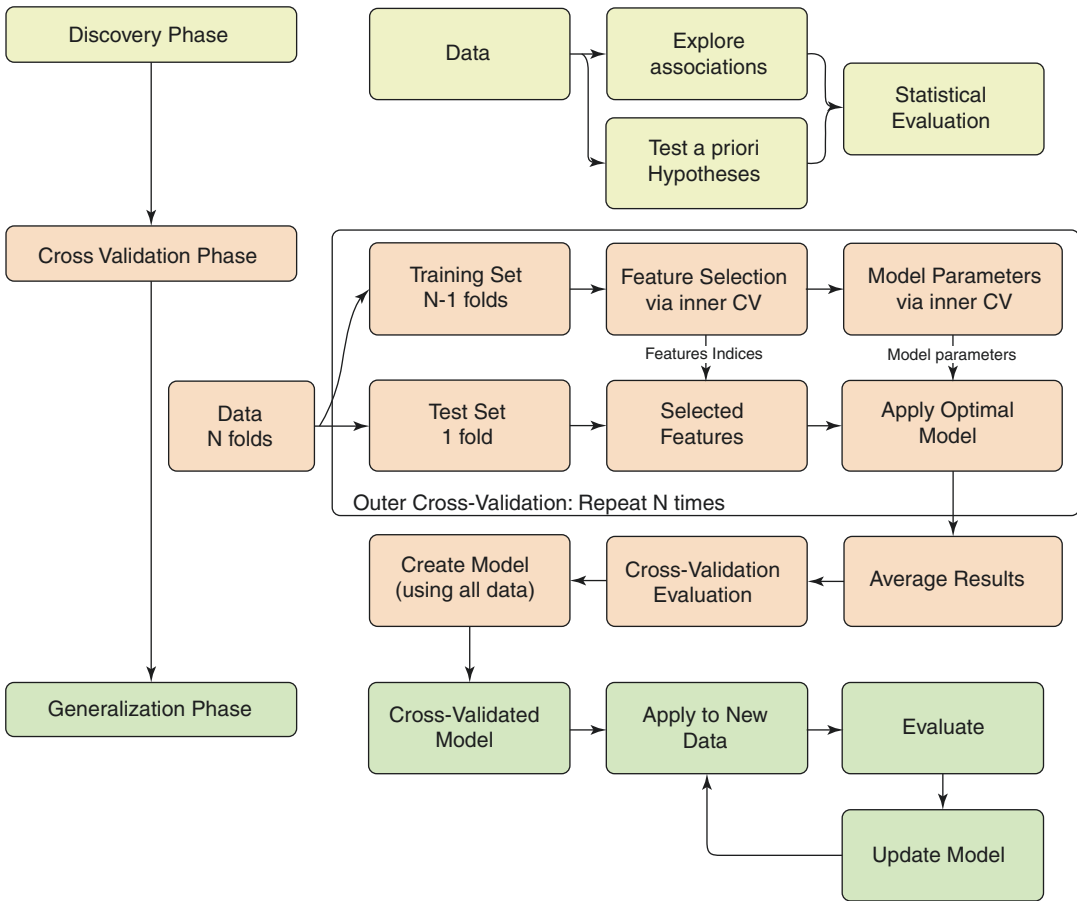 Discovery Phase
Data
Explore
associations
Test a priori
Hypotheses
Statistical
Evaluation
Cross Validation Phase
Training Set
N-1 folds
Feature Selection
via inner CV
Model Parameters
via inner CV
Features Indices
Model parameters
Data
N folds
Test Set
1 fold
Selected
Features
Apply Optimal
Model
Outer Cross-Validation: Repeat N times
Create Model
(using all data)
Cross-Validation
Evaluation
Average Results
Generalization Phase
Cross-Validated
Model
Apply to New
Data
Evaluate
Update Model